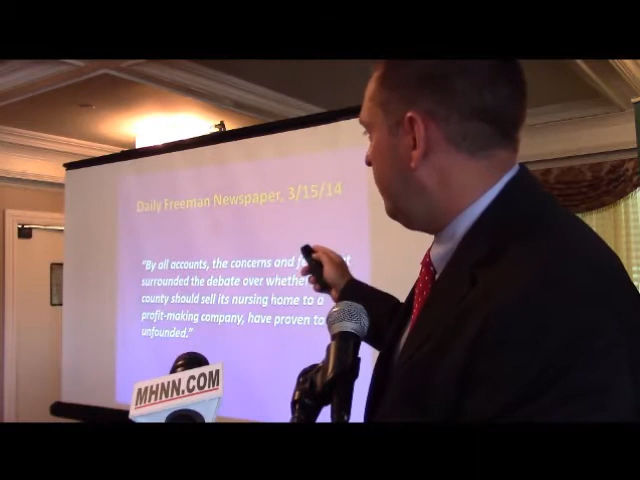 Daily Freeman Newspaper, 3/15/14
"By all accounts, the concerns and
surrounded the debate over
county should sell its nursing home to a
profit-making company, have proven to
unfounded."
MHNN.COM